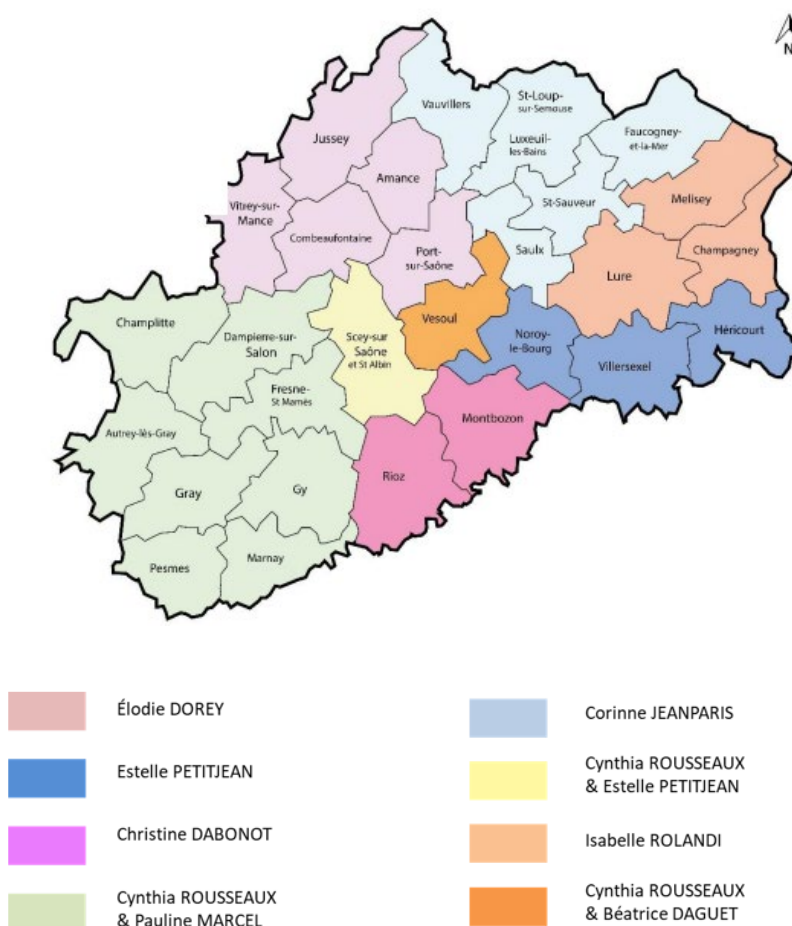 N
St-Loup-
sur-Semouse
Vauvillers
Faucogney-
et-la-Mer
Jussey
Luxeuil
-les-Bains
Amance
Melisey
St-Sauveur
Vitrey-sur-
Mance
Combeaufontaine
Port-
sur-Saône
Saulx
Champagney
Lure
Champlitte
Vesoul
Dampierre-sur-
Salon
Scey-sur
Saône
et St Albin
Noroy-
le-Bourg
Héricourt
Villersexel
Fresne-
St Mamès
Montbozon
Autrey-lès-Gray
Rioz
Gray
Gy
Marnay
Pesmes
Élodie DOREY
Corinne JEANPARIS
Estelle PETITJEAN
Cynthia ROUSSEAUX
& Estelle PETITJEAN
Christine DABONOT
Isabelle ROLANDI
Cynthia ROUSSEAUX
& Pauline MARCEL
Cynthia ROUSSEAUX
& Béatrice DAGUET